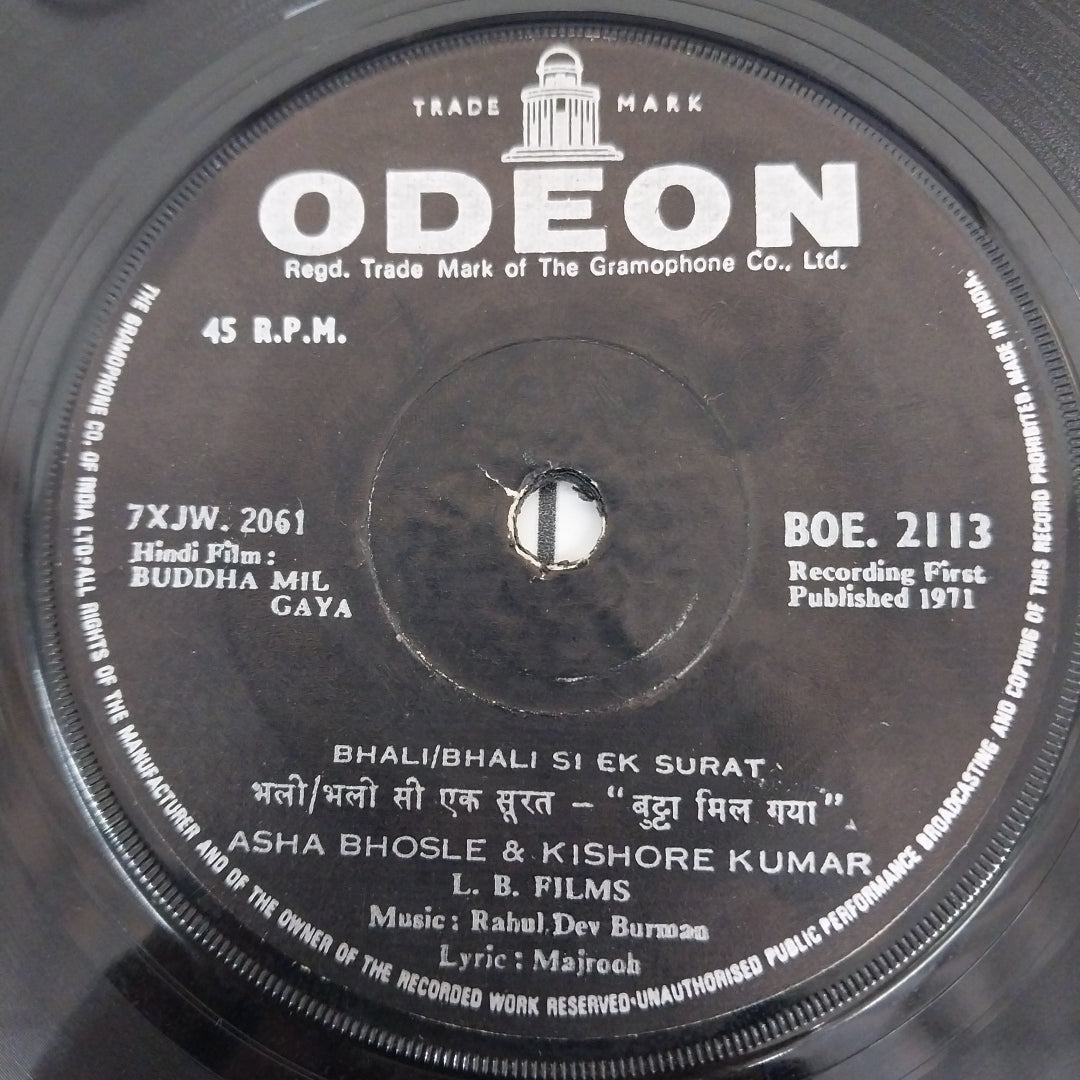 TRADE MARK
ODEON
Regd. Trade Mark of The Gramophone Co., Ltd.
45 R.P.M.
7XJW. 2061
Hindi Film:
BUDDHA MIL
GAYA
BOE. 2113
Recording First
Published 1971
BHALI/BHALI SI EK SURAT
भली/भली सी एक सूरत – "बुट्टा मिल गया"
ASHA BHOSLE & KISHORE KUMAR
L. B. FILMS
Music: Rahul Dev Burman
Lyric: Majrooh
THE GRAMOPHONE CO. OF INDIA LTD·ALL RIGHTS OF THE MANUFACTURER AND OF THE OWNER OF THE RECORDED WORK RESERVED·UNAUTHORISED PUBLIC PERFORMANCE BROADCASTING AND COPYING OF THIS RECORD PROHIBITED. MADE IN INDIA.